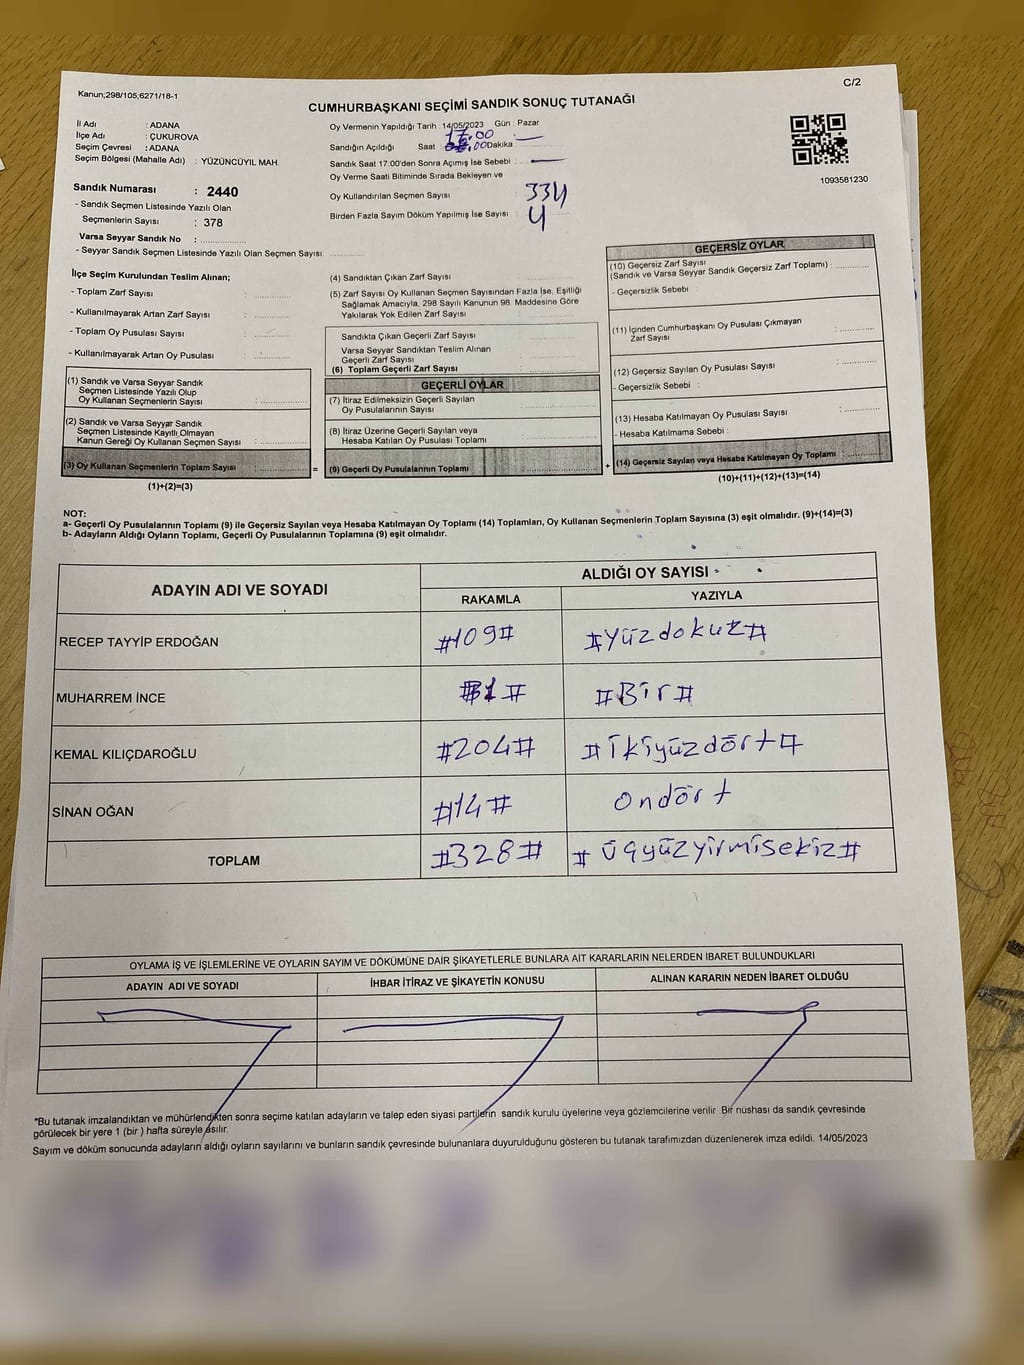 Kanun;298/105,6271/18-1
C/2
CUMHURBAŞKANI SEÇİMİ SANDIK SONUÇ TUTANAĞI
İl Adı : ADANA
İlçe Adı : ÇUKUROVA
Seçim Çevresi : ADANA
Seçim Bölgesi (Mahalle Adı) : YÜZÜNCÜYIL MAH.
Oy Vermenin Yapıldığı Tarih : 14/05/2023 Gün : Pazar
Sandığın Açıldığı Saat 17.00 Dakika
Sandık Saat 17:00'den Sonra Açımış İse Sebebi :
Oy Verme Saati Bitiminde Sırada Bekleyen ve
Oy Kullandırılan Seçmen Sayısı : 334
Birden Fazla Sayım Döküm Yapılmış İse Sayısı : 4
1093581230
Sandık Numarası : 2440
- Sandık Seçmen Listesinde Yazılı Olan
Seçmenlerin Sayısı : 378
Varsa Seyyar Sandık No :
- Seyyar Sandık Seçmen Listesinde Yazılı Olan Seçmen Sayısı:
İlçe Seçim Kurulundan Teslim Alınan;
- Toplam Zarf Sayısı :
- Kullanılmayarak Artan Zarf Sayısı :
- Toplam Oy Pusulası Sayısı :
- Kullanılmayarak Artan Oy Pusulası :
(1) Sandık ve Varsa Seyyar Sandık
Seçmen Listesinde Yazılı Olup
Oy Kullanan Seçmenlerin Sayısı :
(2) Sandık ve Varsa Seyyar Sandık
Seçmen Listesinde Kayıtlı Olmayan
Kanun Gereği Oy Kullanan Seçmen Sayısı :
(3) Oy Kullanan Seçmenlerin Toplam Sayısı :
(1)+(2)=(3)
=
(4) Sandıktan Çıkan Zarf Sayısı
(5) Zarf Sayısı Oy Kullanan Seçmen Sayısından Fazla İse, Eşitliği
Sağlamak Amacıyla, 298 Sayılı Kanunun 98. Maddesine Göre
Yakılarak Yok Edilen Zarf Sayısı
Sandıkta Çıkan Geçerli Zarf Sayısı
Varsa Seyyar Sandıktan Teslim Alınan
Geçerli Zarf Sayısı
(6) Toplam Geçerli Zarf Sayısı
GEÇERLİ OYLAR
(7) İtiraz Edilmeksizin Geçerli Sayılan
Oy Pusulalarının Sayısı
(8) İtiraz Üzerine Geçerli Sayılan veya
Hesaba Katılan Oy Pusulası Toplamı
(9) Geçerli Oy Pusulalarının Toplamı
+
GEÇERSİZ OYLAR
(10) Geçersiz Zarf Sayısı
(Sandık ve Varsa Seyyar Sandık Geçersiz Zarf Toplamı) :
- Geçersizlik Sebebi :
(11) İçinden Cumhurbaşkanı Oy Pusulası Çıkmayan
Zarf Sayısı :
(12) Geçersiz Sayılan Oy Pusulası Sayısı :
- Geçersizlik Sebebi :
(13) Hesaba Katılmayan Oy Pusulası Sayısı :
- Hesaba Katılmama Sebebi :
(14) Geçersiz Sayılan veya Hesaba Katılmayan Oy Toplamı :
(10)+(11)+(12)+(13)=(14)
NOT:
a- Geçerli Oy Pusulalarının Toplamı (9) ile Geçersiz Sayılan veya Hesaba Katılmayan Oy Toplamı (14) Toplamları, Oy Kullanan Seçmenlerin Toplam Sayısına (3) eşit olmalıdır. (9)+(14)=(3)
b- Adayların Aldığı Oyların Toplamı, Geçerli Oy Pusulalarının Toplamına (9) eşit olmalıdır.
ADAYIN ADI VE SOYADI
ALDIĞI OY SAYISI
RAKAMLA
YAZIYLA
RECEP TAYYİP ERDOĞAN #109# #Yüzdokuz#
MUHARREM İNCE #1# #Bir#
KEMAL KILIÇDAROĞLU #204# #ikiyüzdört#
SİNAN OĞAN #14# Ondört
TOPLAM #328# #üçyüzyirmisekiz#
OYLAMA İŞ VE İŞLEMLERİNE VE OYLARIN SAYIM VE DÖKÜMÜNE DAİR ŞİKAYETLERLE BUNLARA AİT KARARLARIN NELERDEN İBARET BULUNDUKLARI
ADAYIN ADI VE SOYADI
İHBAR İTİRAZ VE ŞİKAYETİN KONUSU
ALINAN KARARIN NEDEN İBARET OLDUĞU
*Bu tutanak imzalandıktan ve mühürlendikten sonra seçime katılan adayların ve talep eden siyasi partilerin sandık kurulu üyelerine veya gözlemcilerine verilir. Bir nüshası da sandık çevresinde
görülecek bir yere 1 (bir ) hafta süreyle asılır.
Sayım ve döküm sonucunda adayların aldığı oyların sayılarını ve bunların sandık çevresinde bulunanlara duyurulduğunu gösteren bu tutanak tarafımızdan düzenlenerek imza edildi. 14/05/2023